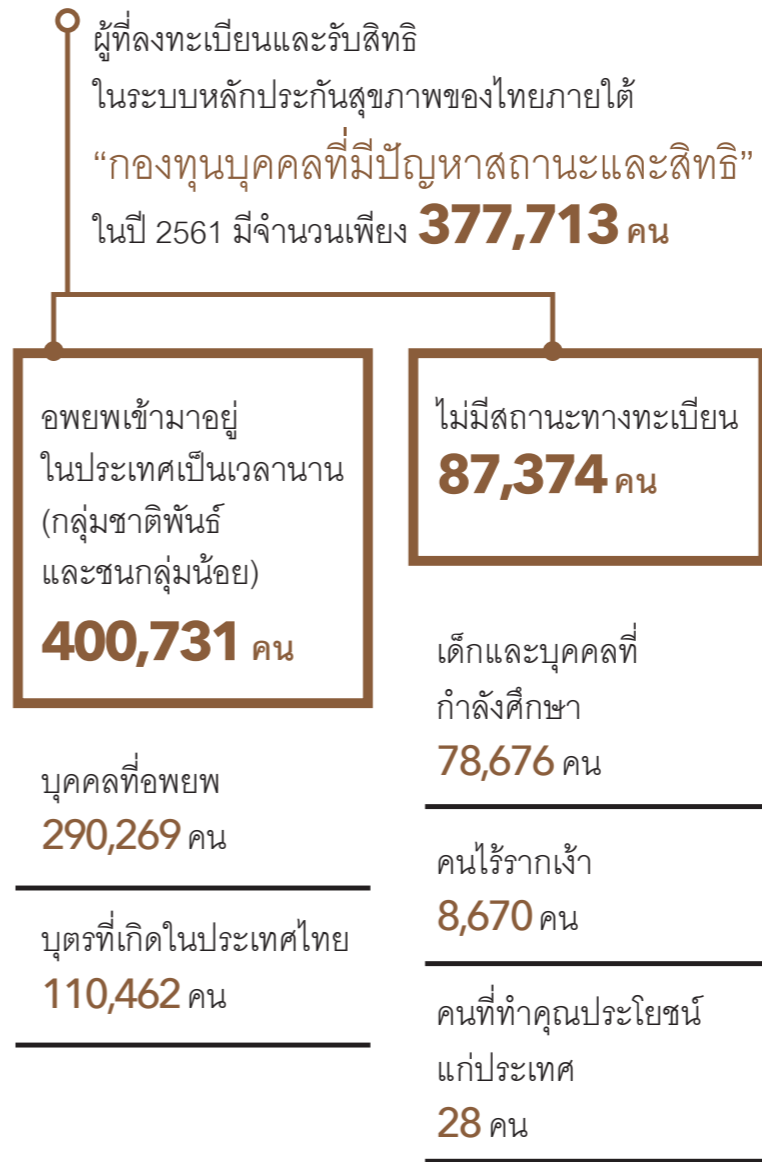 ผู้ที่ลงทะเบียนและรับสิทธิ
ในระบบหลักประกันสุขภาพของไทยภายใต้
“กองทุนบุคคลที่มีปัญหาสถานะและสิทธิ”
ในปี 2561 มีจำนวนเพียง 377,713 คน
อพยพเข้ามาอยู่
ในประเทศเป็นเวลานาน
(กลุ่มชาติพันธ์
และชนกลุ่มน้อย)
400,731 คน
บุคคลที่อพยพ
290,269 คน
บุตรที่เกิดในประเทศไทย
110,462 คน
ไม่มีสถานะทางทะเบียน
87,374 คน
เด็กและบุคคลที่
กำลังศึกษา
78,676 คน
คนไร้รากเง้า
8,670 คน
คนที่ทำคุณประโยชน์
แก่ประเทศ
28 คน